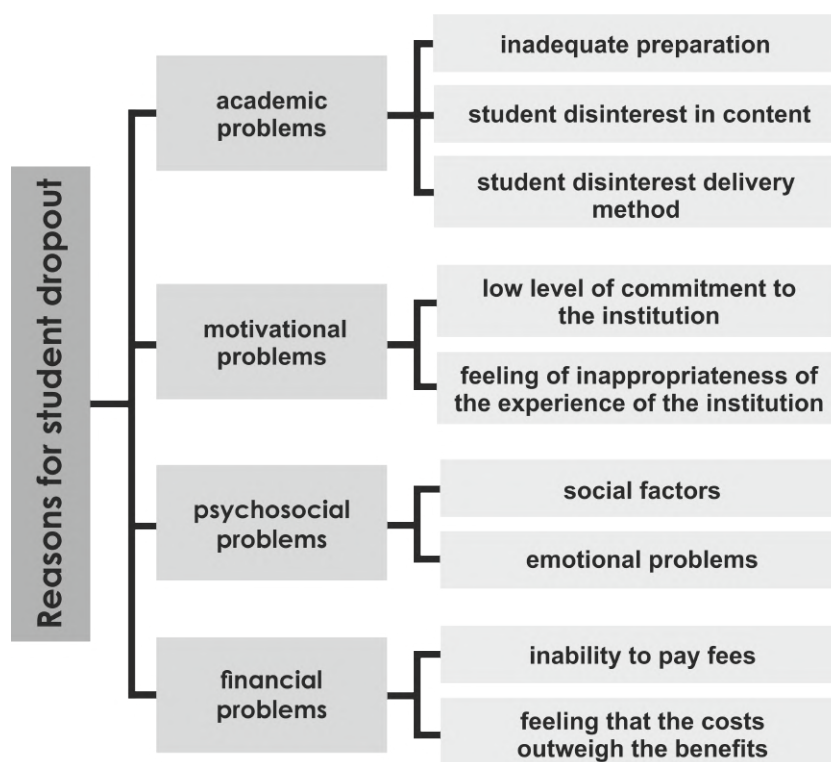 Reasons for student dropout
academic
problems
inadequate preparation
student disinterest in content
student disinterest delivery
method
motivational
problems
low level of commitment to
the institution
feeling of inappropriateness of
the experience of the institution
psychosocial
problems
social factors
emotional problems
financial
problems
inability to pay fees
feeling that the costs
outweigh the benefits